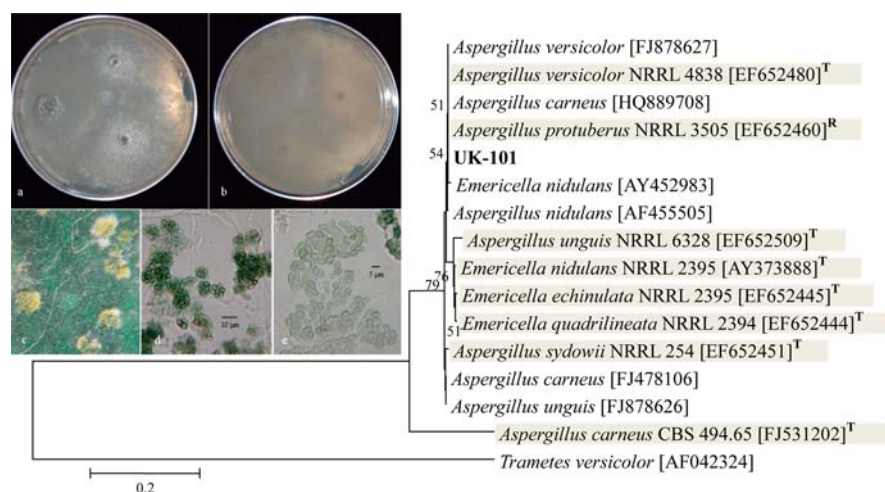 a
b
c
d
10 µm
e
5 µm
Aspergillus versicolor [FJ878627]
Aspergillus versicolor NRRL 4838 [EF652480]T
51
Aspergillus carneus [HQ889708]
Aspergillus protuberus NRRL 3505 [EF652460]R
54
UK-101
Emericella nidulans [AY452983]
Aspergillus nidulans [AF455505]
Aspergillus unguis NRRL 6328 [EF652509]T
76
Emericella nidulans NRRL 2395 [AY373888]T
79
Emericella echinulata NRRL 2395 [EF652445]T
Emericella quadrilineata NRRL 2394 [EF652444]T
51
Aspergillus sydowii NRRL 254 [EF652451]T
Aspergillus carneus [FJ478106]
Aspergillus unguis [FJ878626]
Aspergillus carneus CBS 494.65 [FJ531202]T
Trametes versicolor [AF042324]
0.2